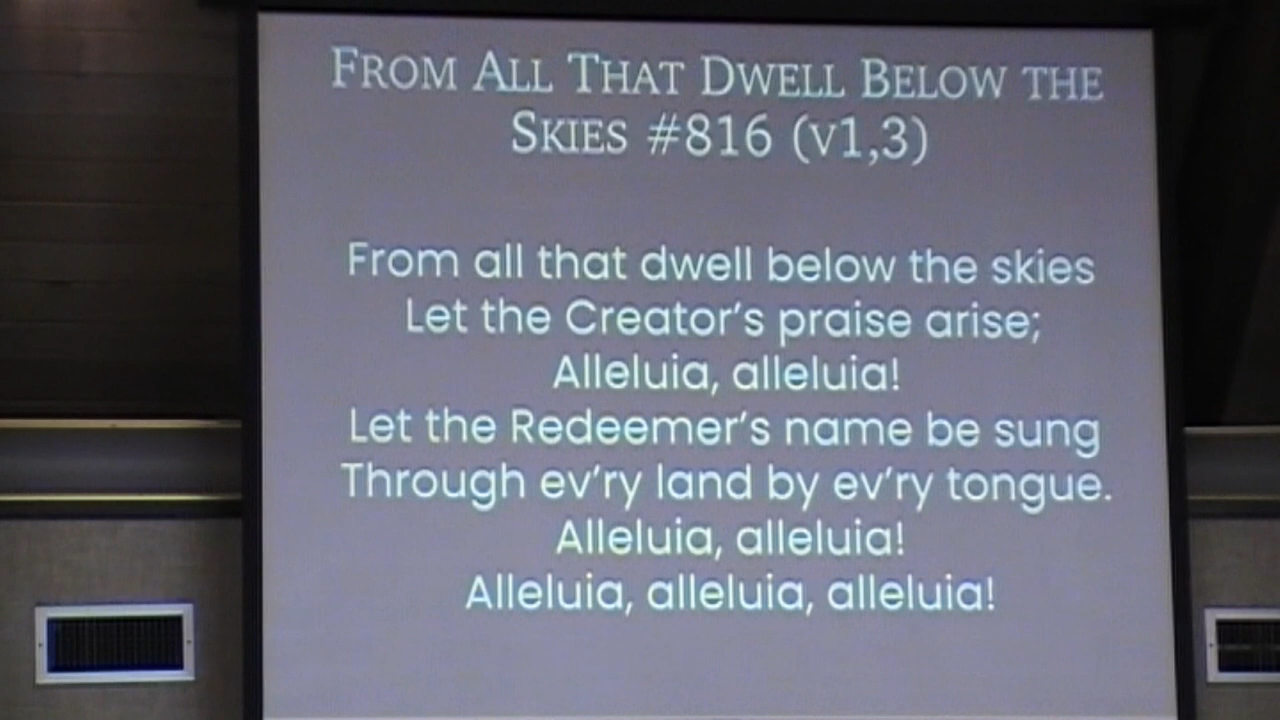 From All That Dwell Below the
Skies #816 (v1,3)
From all that dwell below the skies
Let the Creator’s praise arise;
Alleluia, alleluia!
Let the Redeemer’s name be sung
Through ev’ry land by ev’ry tongue.
Alleluia, alleluia!
Alleluia, alleluia, alleluia!